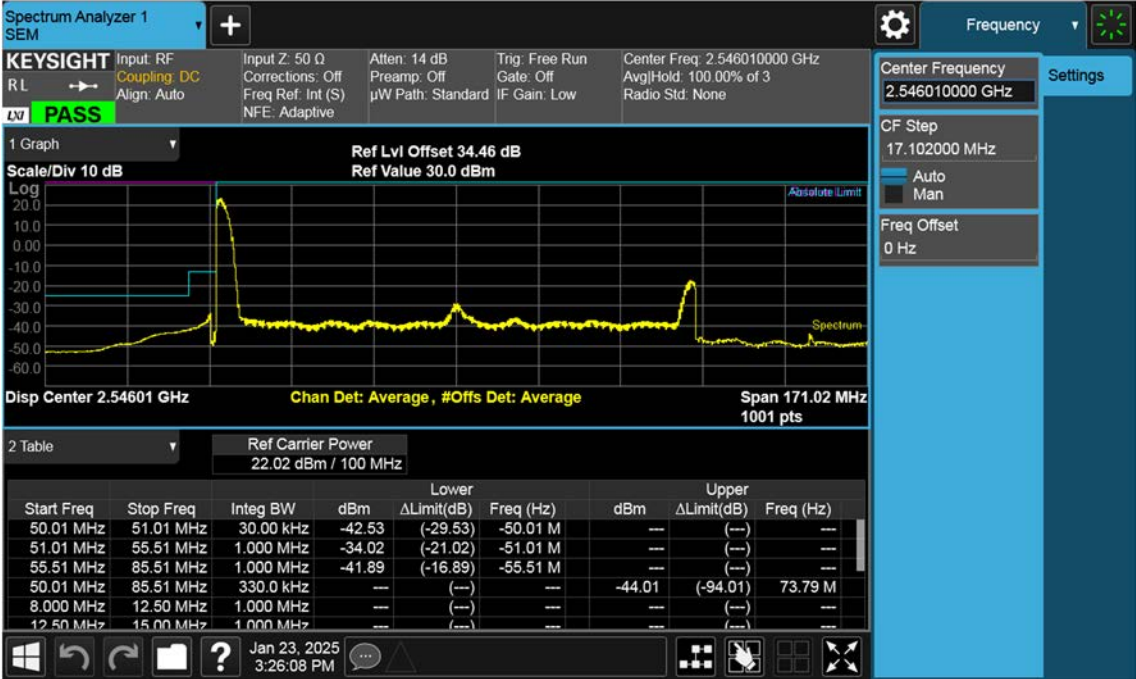 Spectrum Analyzer 1
SEM
Frequency
KEYSIGHT
RL
LXI PASS
Input: RF
Coupling: DC
Align: Auto
Input Z: 50 Ω
Corrections: Off
Freq Ref: Int (S)
NFE: Adaptive
Atten: 14 dB
Preamp: Off
µW Path: Standard
Trig: Free Run
Gate: Off
IF Gain: Low
Center Freq: 2.546010000 GHz
Avg|Hold: 100.00% of 3
Radio Std: None
Center Frequency
2.546010000 GHz
Settings
CF Step
17.102000 MHz
Auto
Man
Freq Offset
0 Hz
1 Graph
Scale/Div 10 dB
Ref Lvl Offset 34.46 dB
Ref Value 30.0 dBm
Log
20.0
10.0
0.00
-10.0
-20.0
-30.0
-40.0
-50.0
-60.0
Absolute Limit
Spectrum
Disp Center 2.54601 GHz
Chan Det: Average, #Offs Det: Average
Span 171.02 MHz
1001 pts
2 Table
Ref Carrier Power
22.02 dBm / 100 MHz
Lower Upper
Start Freq Stop Freq Integ BW dBm ΔLimit(dB) Freq (Hz) dBm ΔLimit(dB) Freq (Hz)
50.01 MHz 51.01 MHz 30.00 kHz -42.53 (-29.53) -50.01 M --- (---) ---
51.01 MHz 55.51 MHz 1.000 MHz -34.02 (-21.02) -51.01 M --- (---) ---
55.51 MHz 85.51 MHz 1.000 MHz -41.89 (-16.89) -55.51 M --- (---) ---
50.01 MHz 85.51 MHz 330.0 kHz --- (---) --- -44.01 (-94.01) 73.79 M
8.000 MHz 12.50 MHz 1.000 MHz --- (---) --- --- (---) ---
12.50 MHz 15.00 MHz 1.000 MHz --- (---) --- --- (---) ---
Jan 23, 2025
3:26:08 PM